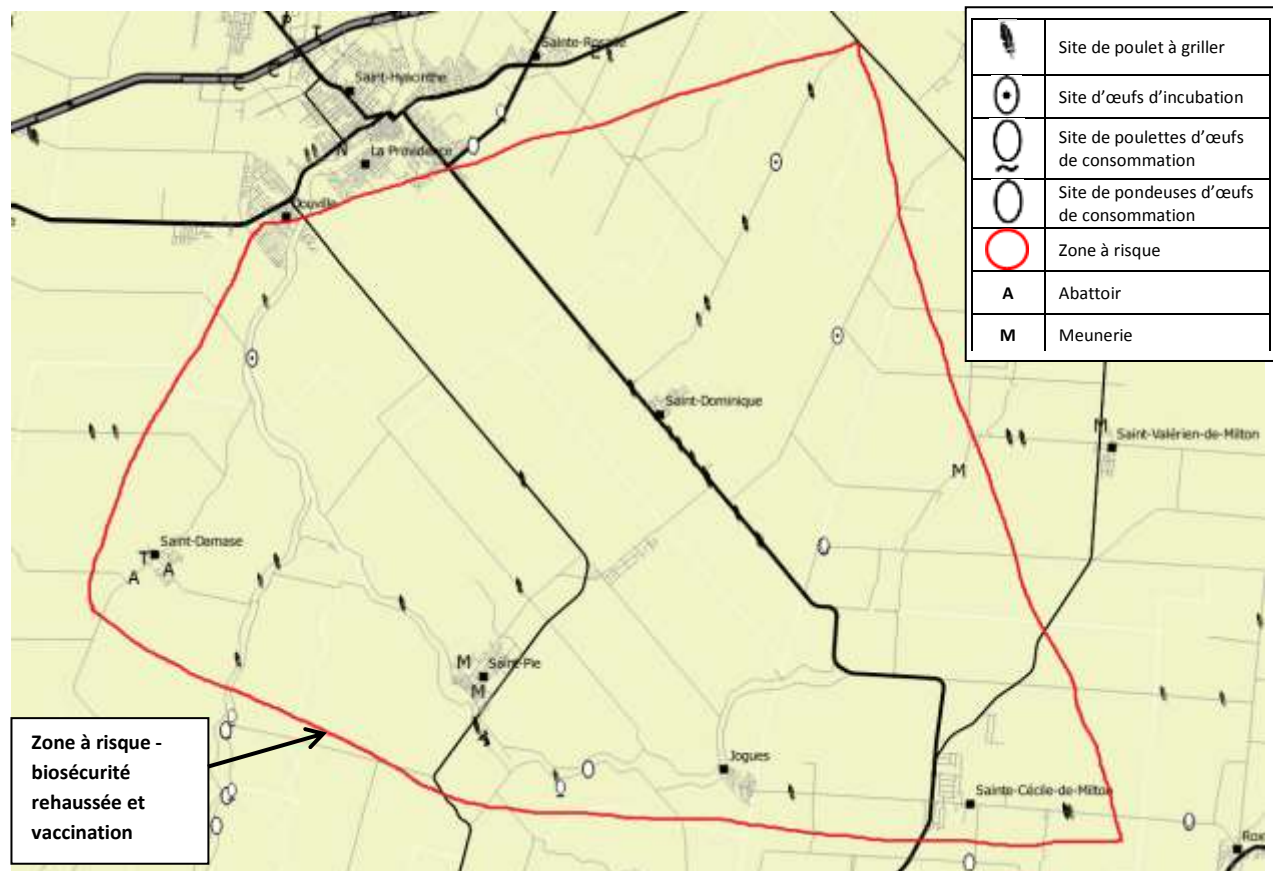 P
T
C
C
Sainte-Rosalie
C
Saint-Hyacinthe
N
La Providence
Douville
Saint-Dominique
M
Saint-Valérien-de-Milton
M
Saint-Damase
T
A
A
M
Saint-Pie
M
Jogues
Sainte-Cécile-de-Milton
Rox
Site de poulet à griller
Site d'œufs d'incubation
Site de poulettes d'œufs
de consommation
Site de pondeuses d'œufs
de consommation
Zone à risque
A Abattoir
M Meunerie
Zone à risque -
biosécurité
rehaussée et
vaccination